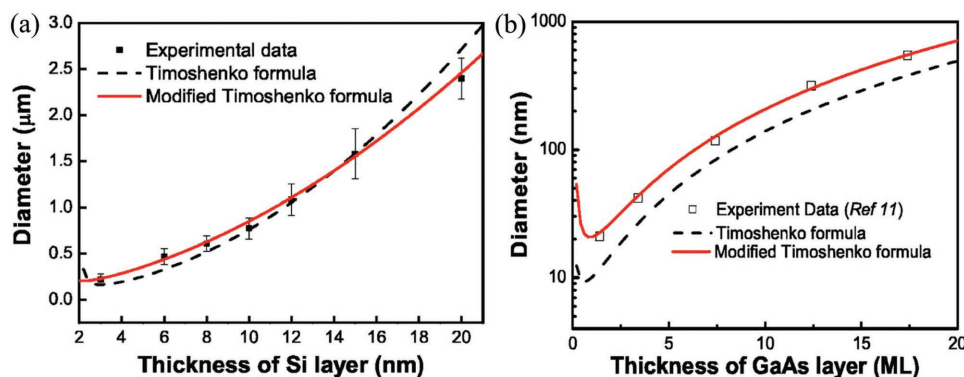 (a)
3.0
2.5
2.0
1.5
1.0
0.5
0.0
Diameter (μm)
Experimental data
Timoshenko formula
Modified Timoshenko formula
2 4 6 8 10 12 14 16 18 20
Thickness of Si layer (nm)
(b)
1000
100
10
Diameter (nm)
Experiment Data (Ref 11)
Timoshenko formula
Modified Timoshenko formula
0 5 10 15 20
Thickness of GaAs layer (ML)